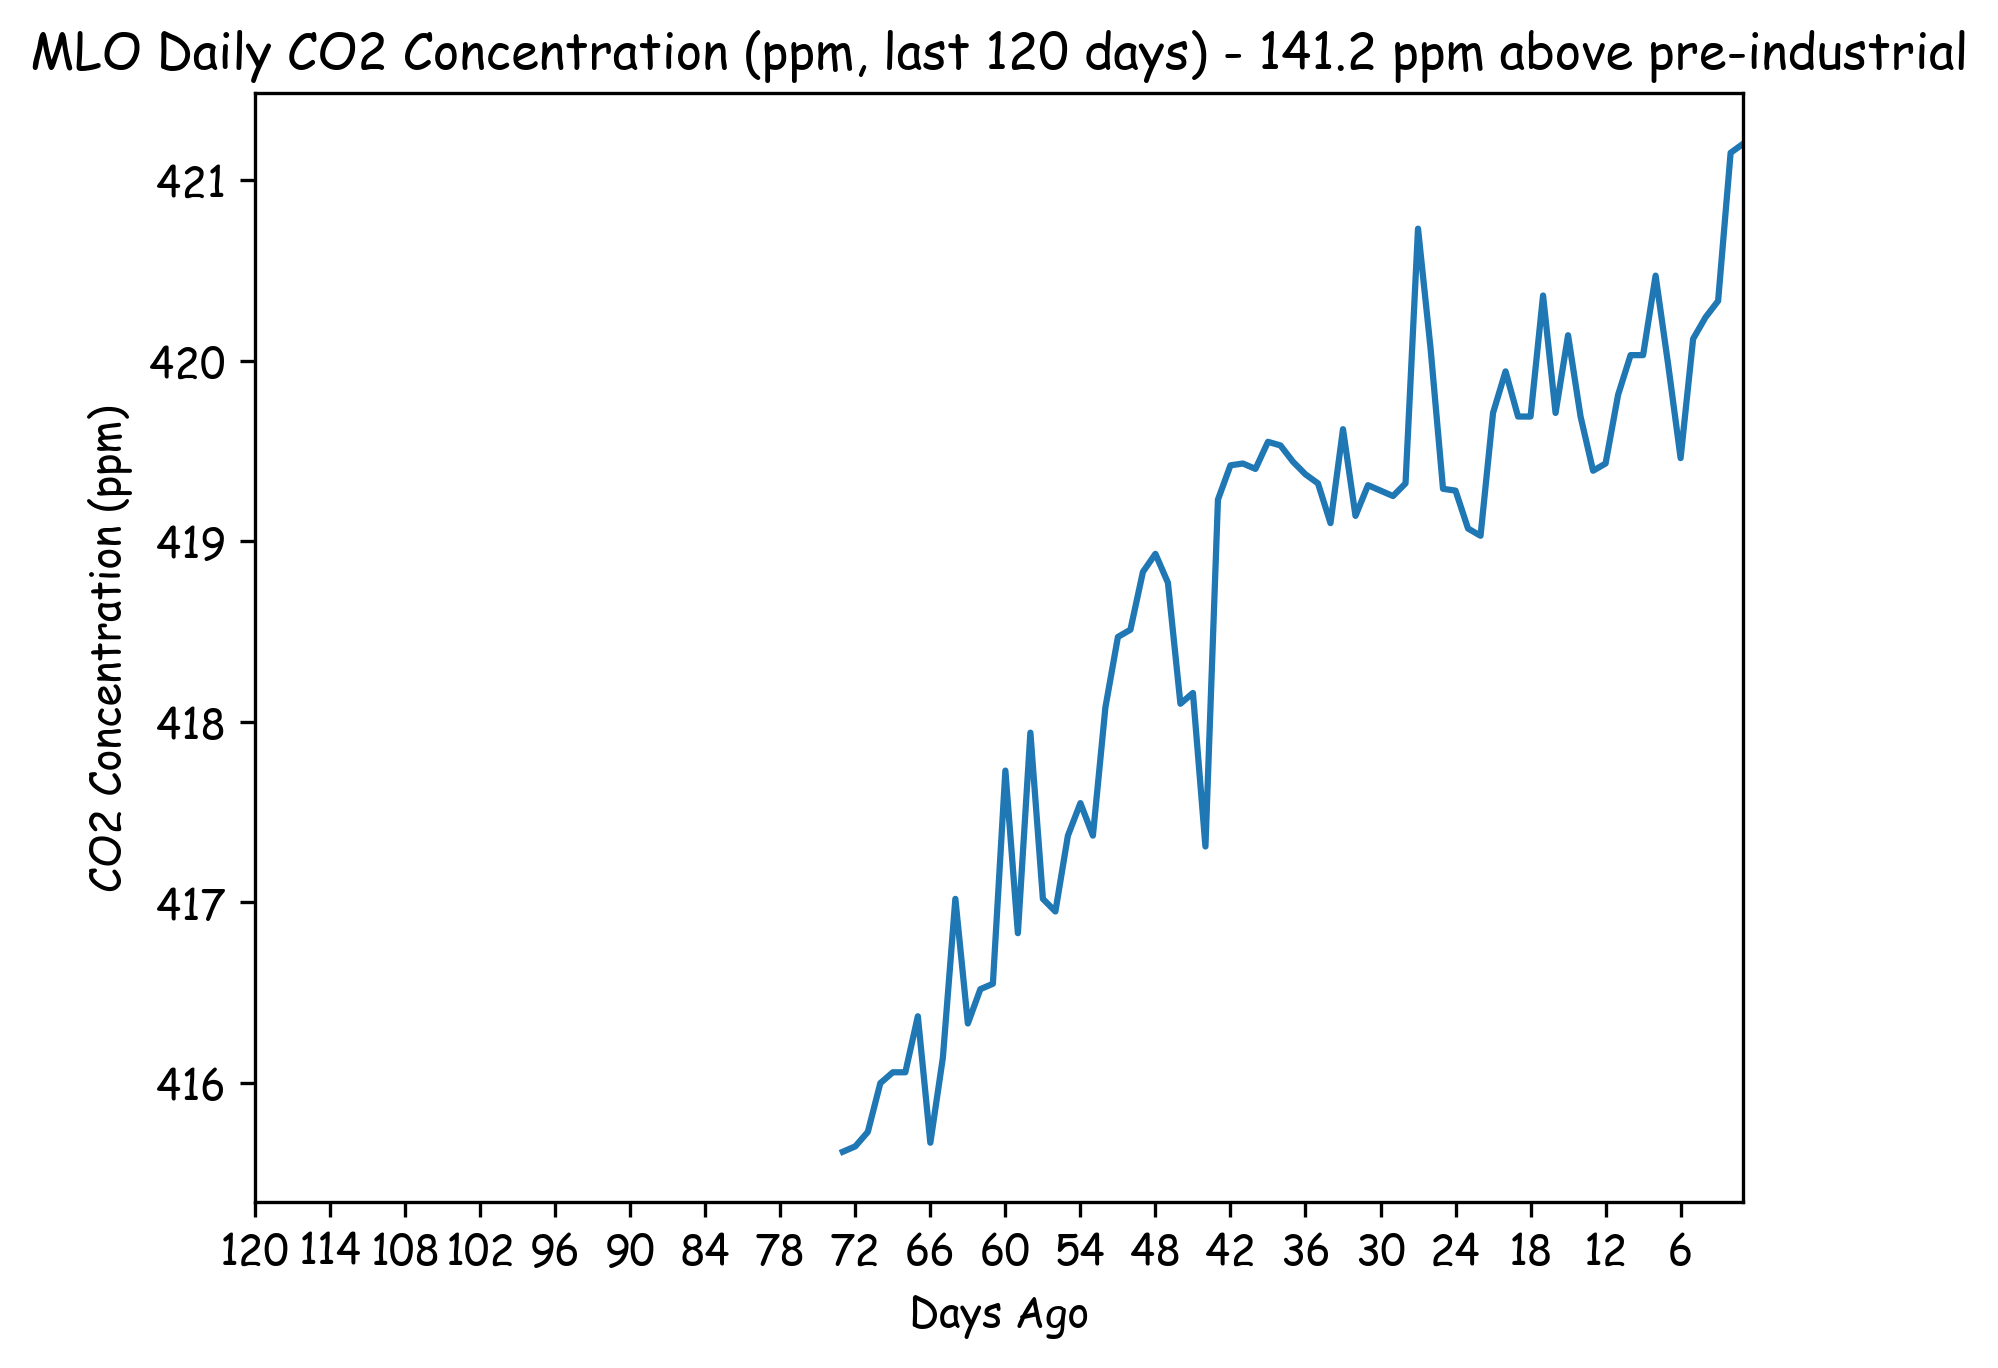 MLO Daily CO2 Concentration (ppm, last 120 days) - 141.2 ppm above pre-industrial
421
420
419
418
417
416
CO2 Concentration (ppm)
120 114 108 102 96 90 84 78 72 66 60 54 48 42 36 30 24 18 12 6
Days Ago